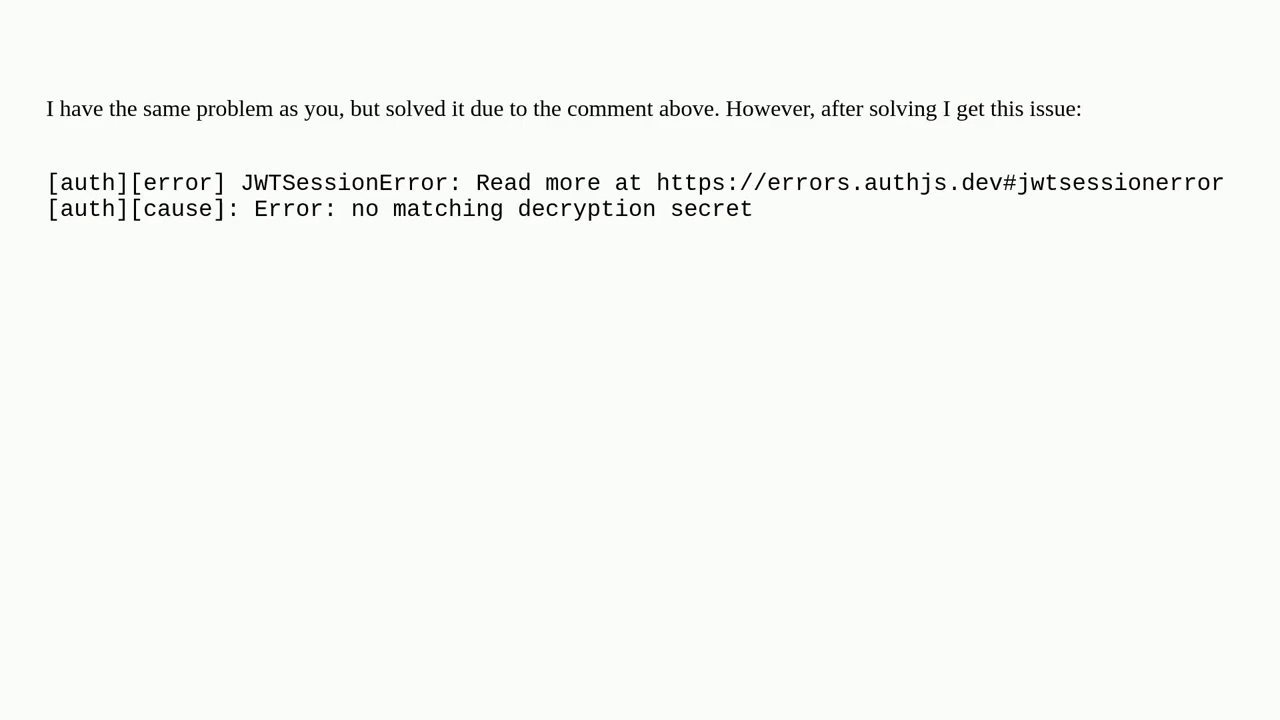 I have the same problem as you, but solved it due to the comment above. However, after solving I get this issue:
[auth][error] JWTSessionError: Read more at https://errors.authjs.dev#jwtsessionerror
[auth][cause]: Error: no matching decryption secret